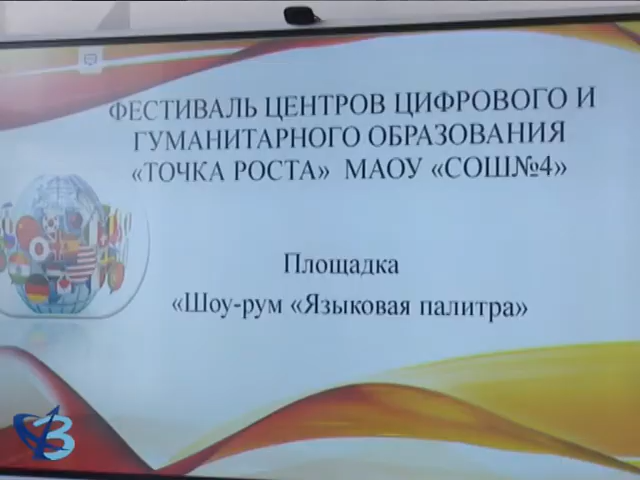 ФЕСТИВАЛЬ ЦЕНТРОВ ЦИФРОВОГО И
ГУМАНИТАРНОГО ОБРАЗОВАНИЯ
«ТОЧКА РОСТА» МАОУ «СОШ№4»
Площадка
«Шоу-рум «Языковая палитра»